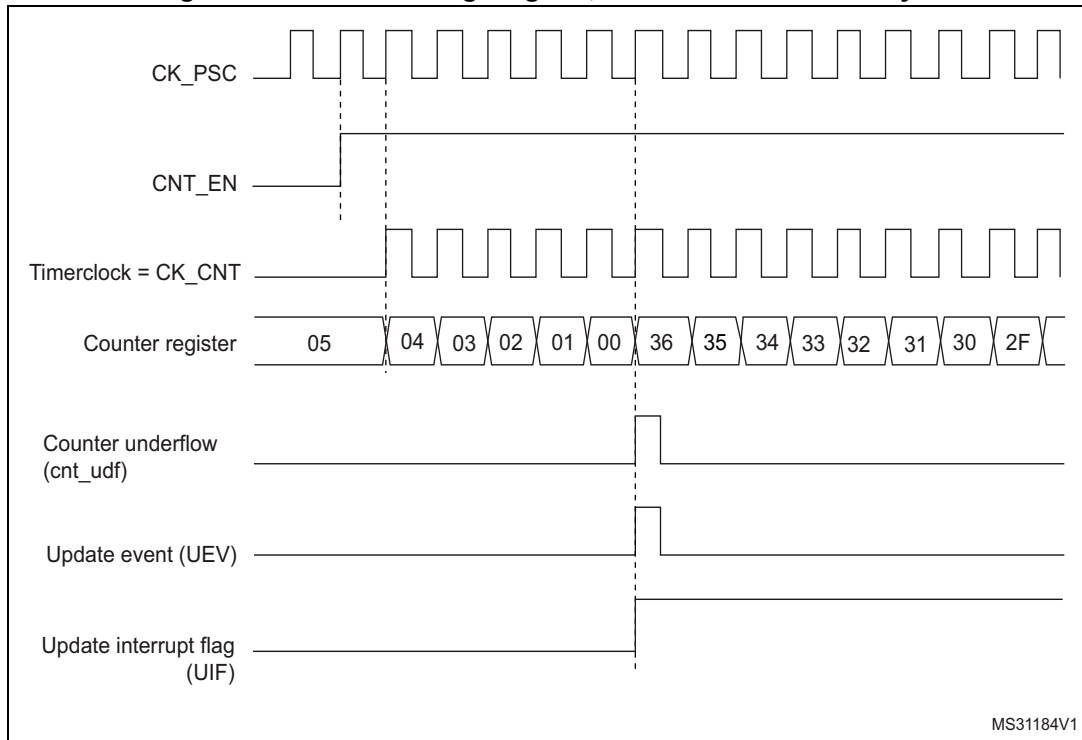 CK_PSC
CNT_EN
Timerclock = CK_CNT
Counter register 05 04 03 02 01 00 36 35 34 33 32 31 30 2F
Counter underflow
(cnt_udf)
Update event (UEV)
Update interrupt flag
(UIF)
MS31184V1